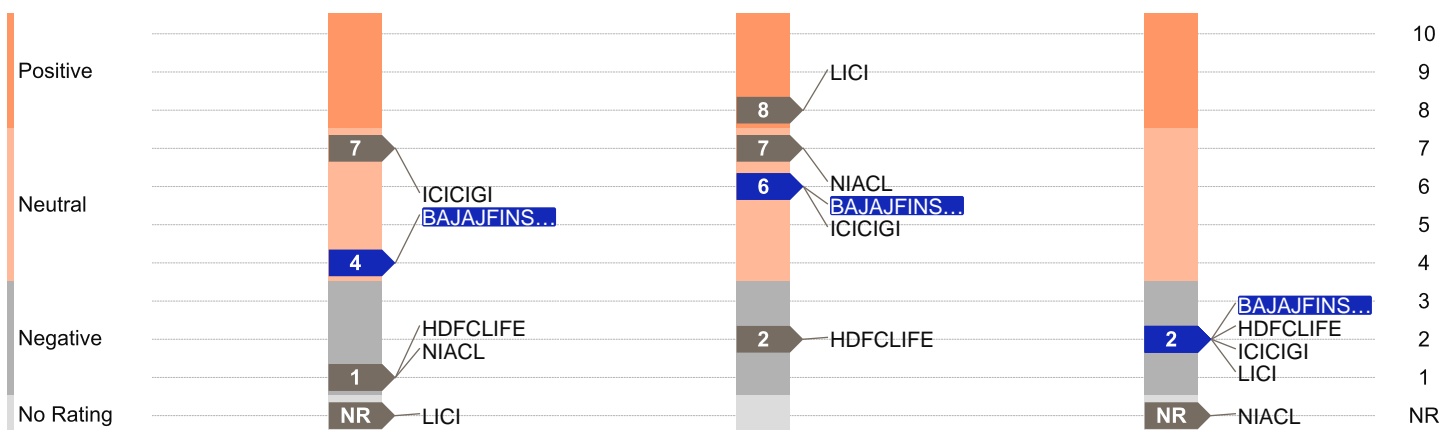 10
Positive
9
LICI
8
8
7
7
7
NIACL
6
6
ICICIGI
BAJAJFINS...
BAJAJFINS...
Neutral
ICICIGI
5
4
4
BAJAJFINS...
3
HDFCLIFE
HDFCLIFE
Negative
2
HDFCLIFE
2
2
NIACL
ICICIGI
LICI
1
1
No Rating
NR
LICI
NR
NIACL
NR